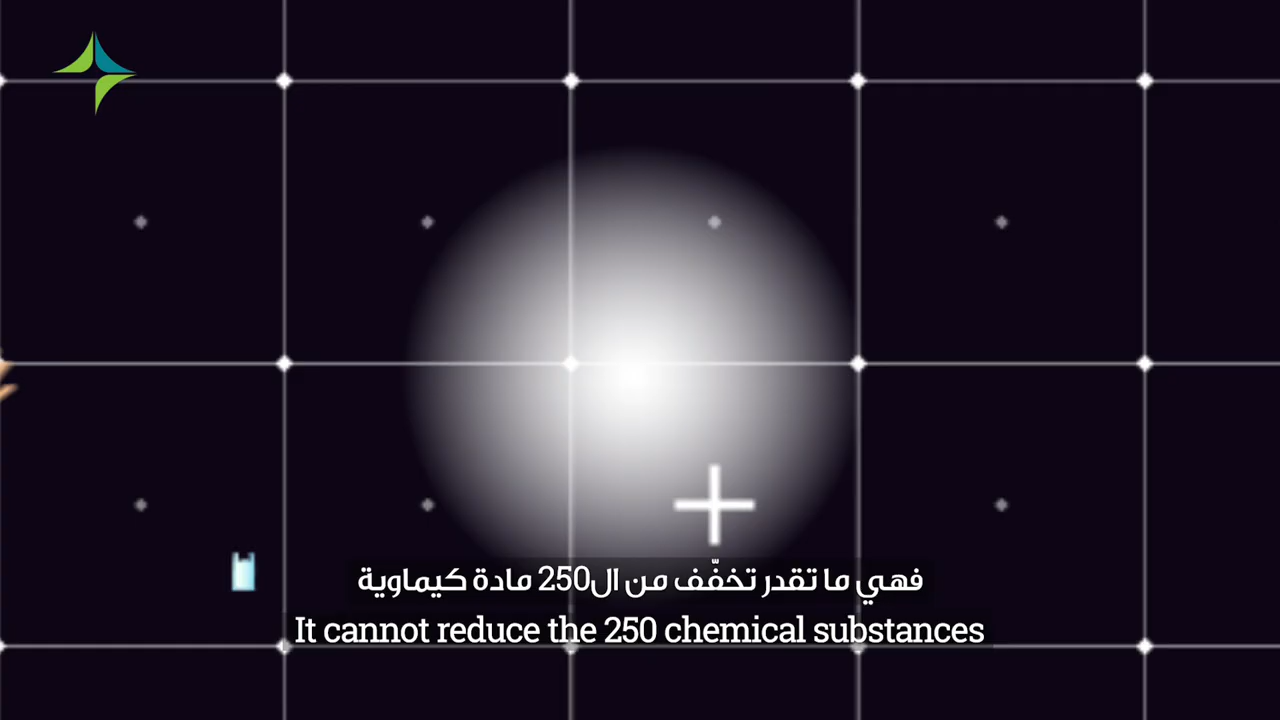 فهي ما تقدر تخفّف من ال250 مادة كيماوية
It cannot reduce the 250 chemical substances